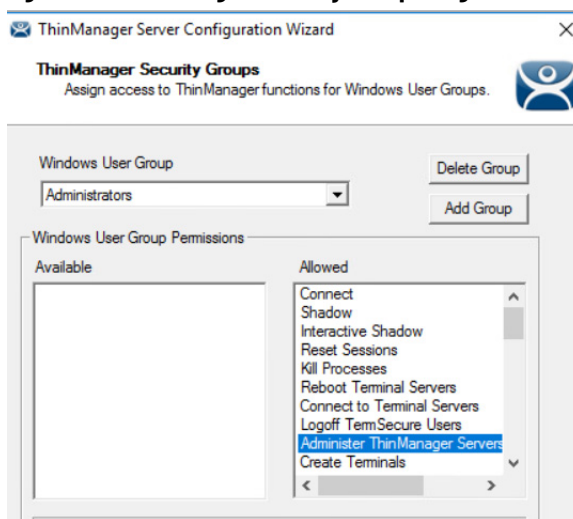 ThinManager Server Configuration Wizard
ThinManager Security Groups
Assign access to ThinManager functions for Windows User Groups.
Windows User Group
Delete Group
Administrators
Add Group
Windows User Group Permissions
Available
Allowed
Connect
Shadow
Interactive Shadow
Reset Sessions
Kill Processes
Reboot Terminal Servers
Connect to Terminal Servers
Logoff TermSecure Users
Administer ThinManager Servers
Create Terminals